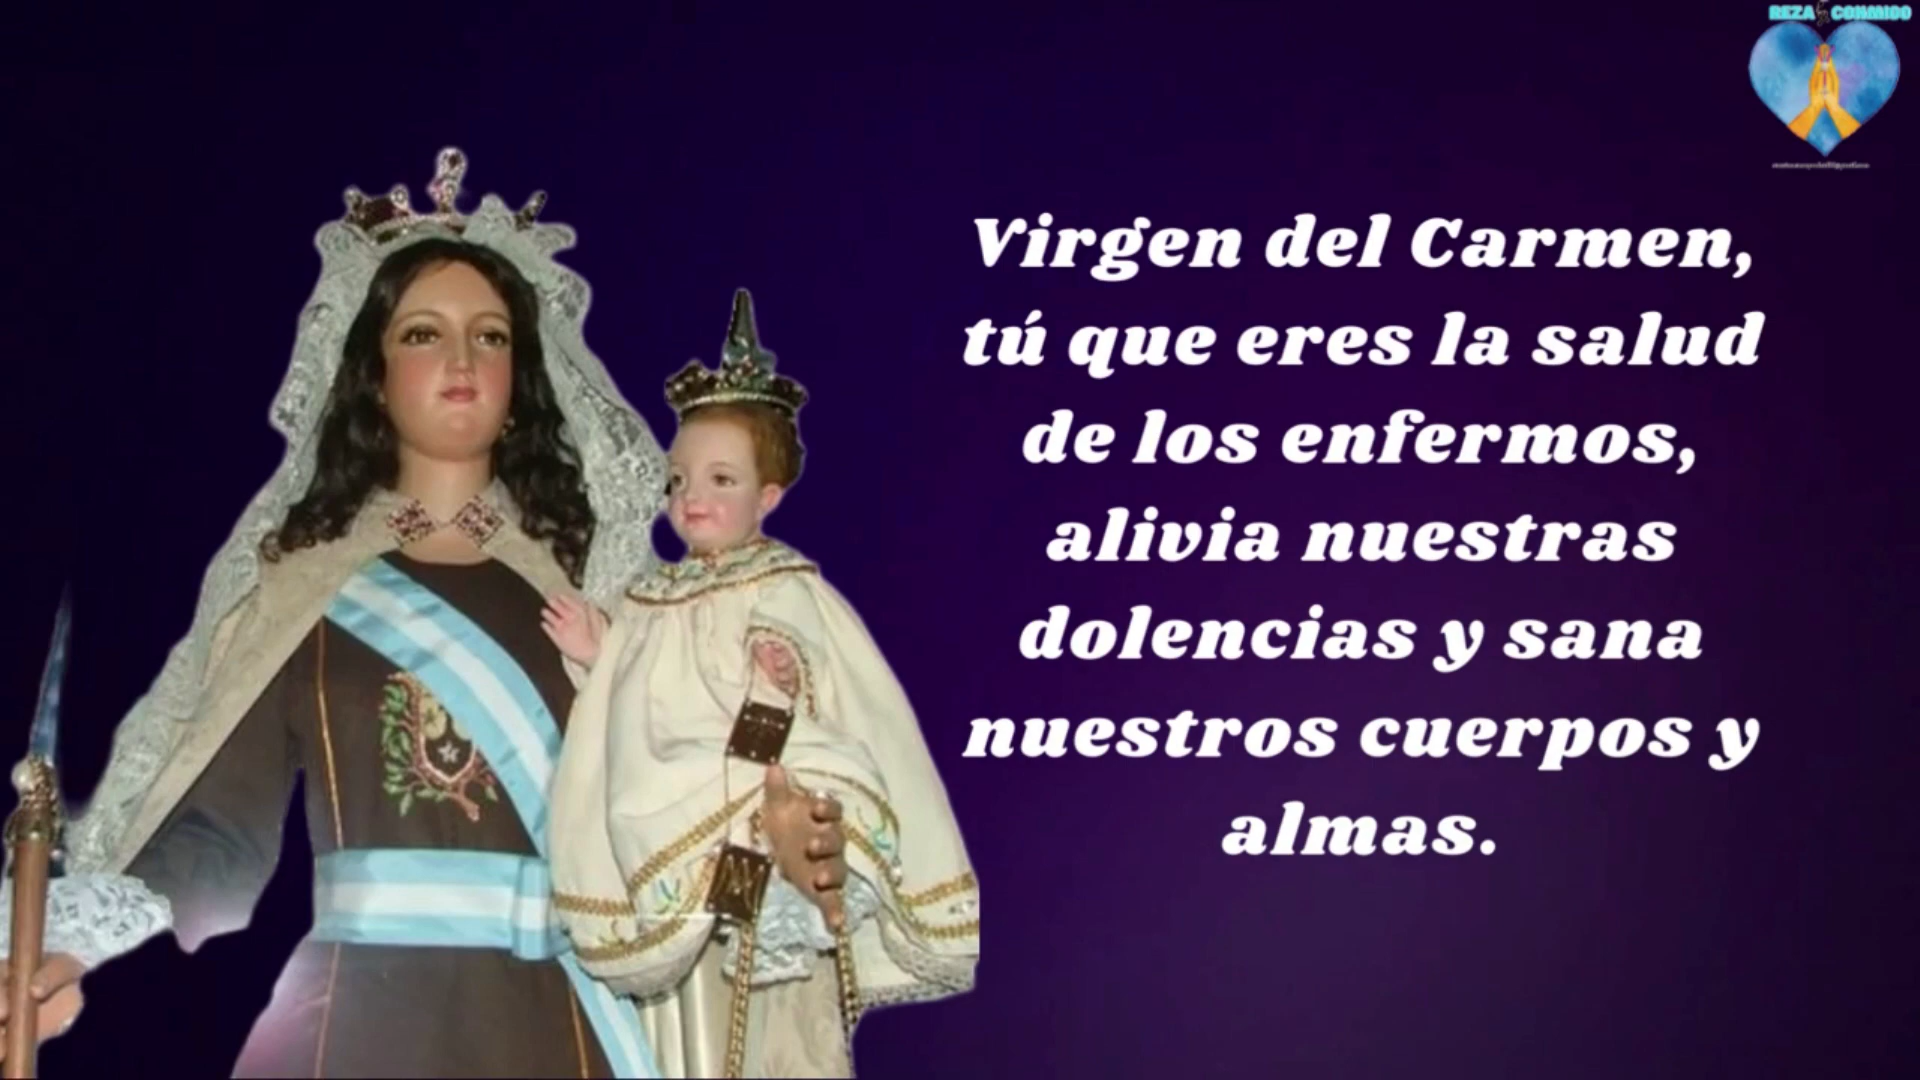 REZA CONMIGO
Virgen del Carmen,
tú que eres la salud
de los enfermos,
alivia nuestras
dolencias y sana
nuestros cuerpos y
almas.